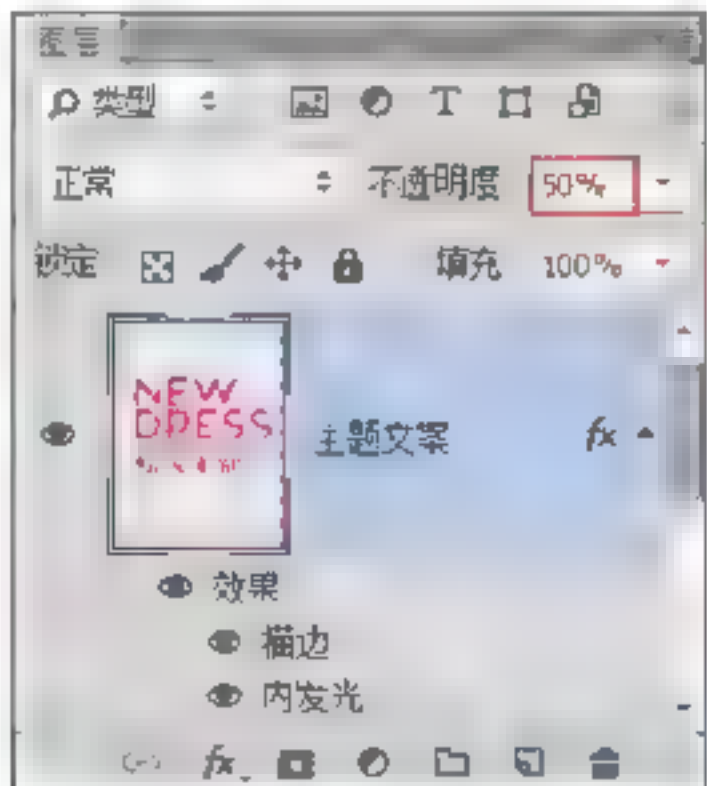 图层
类型
正常 不透明度 50%
锁定 填充 100%
NEW
DRESS
主题文案 fx
效果
描边
内发光
fx